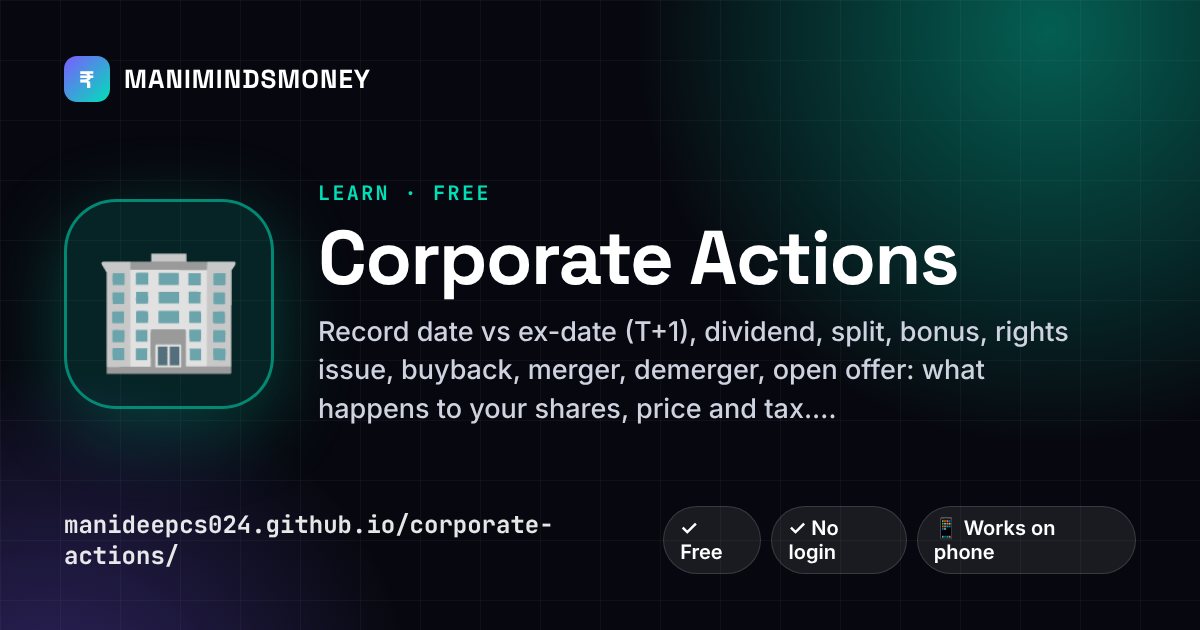 ₹ MANIMINDSMONEY
LEARN · FREE
Corporate Actions
Record date vs ex-date (T+1), dividend, split, bonus, rights
issue, buyback, merger, demerger, open offer: what
happens to your shares, price and tax....
manideepcs024.github.io/corporate-
actions/
✓
Free
✓ No
login
📱 Works on
phone